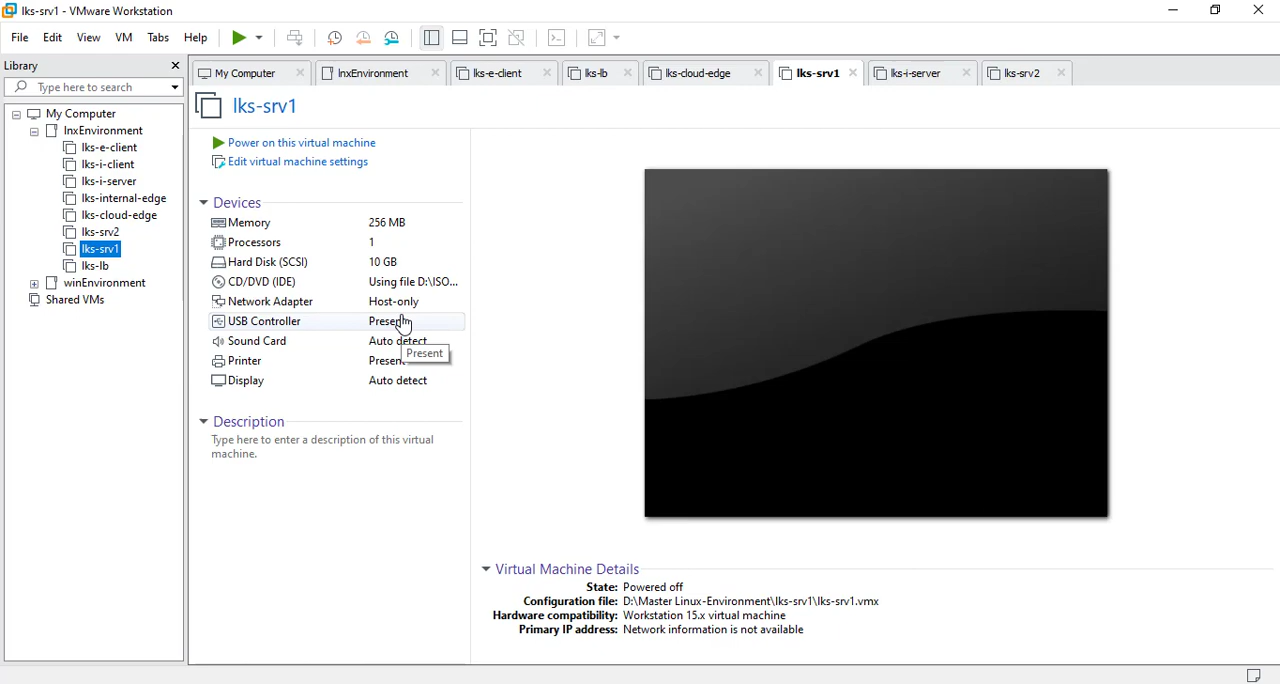 lks-srv1 - VMware Workstation
File Edit View VM Tabs Help
Library
Type here to search
My Computer
lnxEnvironment
lks-e-client
lks-i-client
lks-i-server
lks-internal-edge
lks-cloud-edge
lks-srv2
lks-srv1
lks-lb
winEnvironment
Shared VMs
My Computer lnxEnvironment lks-e-client lks-lb lks-cloud-edge lks-srv1 lks-i-server lks-srv2
lks-srv1
Power on this virtual machine
Edit virtual machine settings
Devices
Memory 256 MB
Processors 1
Hard Disk (SCSI) 10 GB
CD/DVD (IDE) Using file D:\ISO...
Network Adapter Host-only
USB Controller Present
Sound Card Auto detect
Printer Present
Display Auto detect
Present
Description
Type here to enter a description of this virtual
machine.
Virtual Machine Details
State: Powered off
Configuration file: D:\Master Linux-Environment\lks-srv1\lks-srv1.vmx
Hardware compatibility: Workstation 15.x virtual machine
Primary IP address: Network information is not available